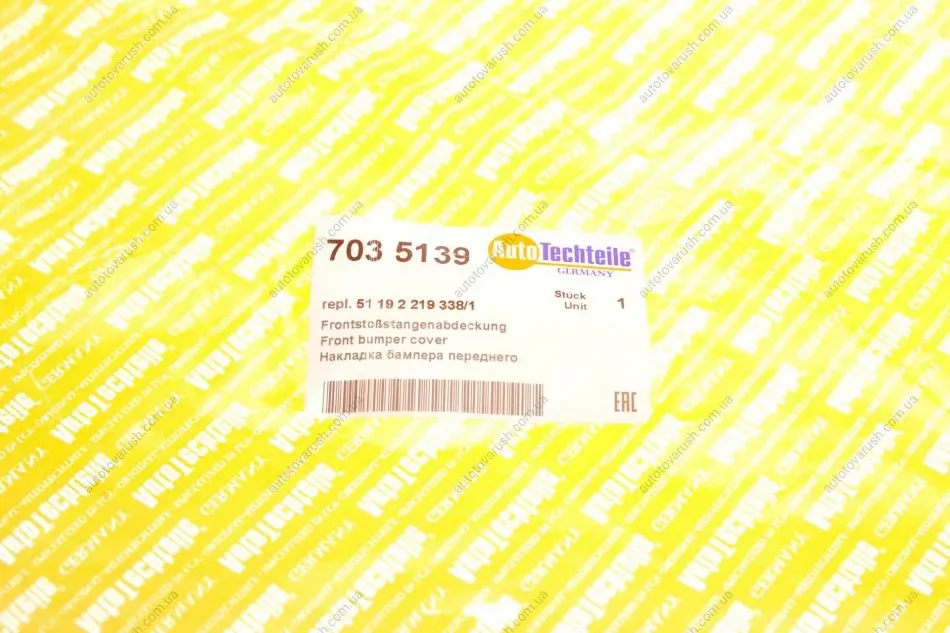 703 5139
AutoTechteile®
GERMANY
repl. 51 19 2 219 338/1
Stück
Unit
1
Frontstoßstangenabdeckung
Front bumper cover
Накладка бампера переднего
EAC
autotovarush.com.ua